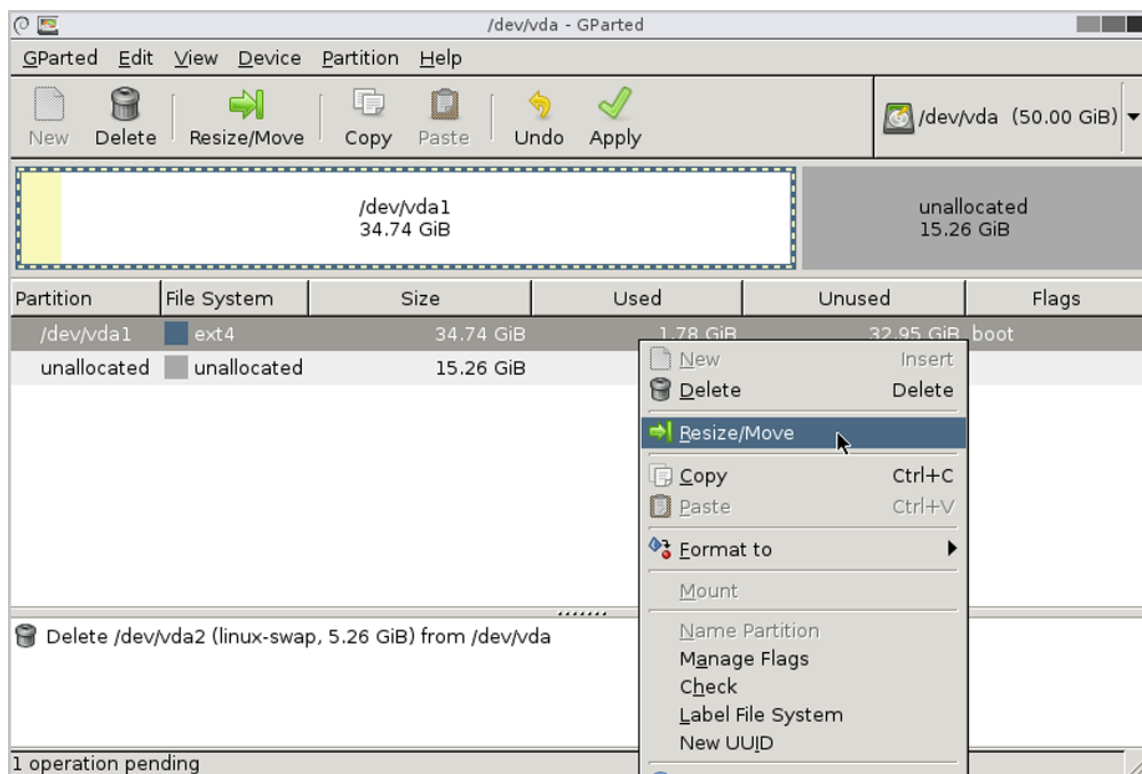 /dev/vda - GParted
GParted Edit View Device Partition Help
New Delete Resize/Move Copy Paste Undo Apply /dev/vda (50.00 GiB)
/dev/vda1
34.74 GiB
unallocated
15.26 GiB
Partition File System Size Used Unused Flags
/dev/vda1 ext4 34.74 GiB 1.78 GiB 32.95 GiB boot
unallocated unallocated 15.26 GiB
New Insert
Delete Delete
Resize/Move
Copy Ctrl+C
Paste Ctrl+V
Format to
Mount
Name Partition
Manage Flags
Check
Label File System
New UUID
Delete /dev/vda2 (linux-swap, 5.26 GiB) from /dev/vda
1 operation pending